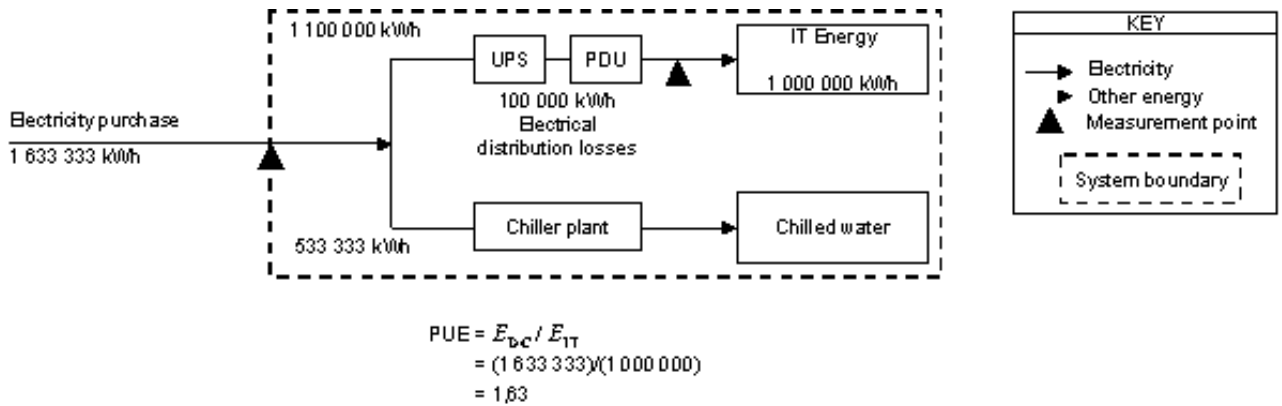 1 100 000 kWh
UPS
PDU
IT Energy
1 000 000 kWh
100 000 kWh
Electrical
distribution losses
Electricity purchase
1 633 333 kWh
Chiller plant
Chilled water
533 333 kWh
KEY
Electricity
Other energy
Measurement point
System boundary
PUE = E_DC / E_IT
= (1 633 333)/(1 000 000)
= 1,63